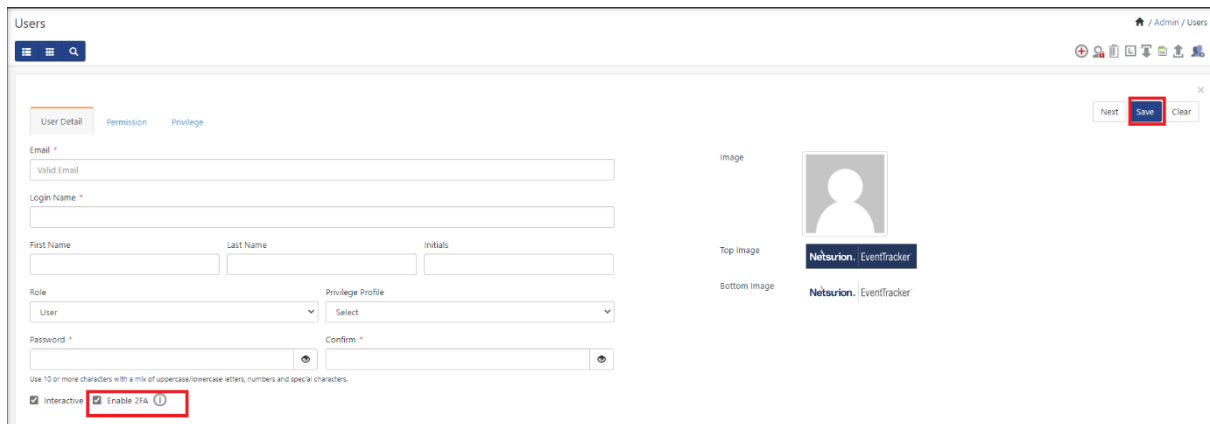 Users
/ Admin / Users
User Detail Permission Privilege
Next Save Clear
Email *
Valid Email
Image
Login Name *
First Name Last Name Initials
Top Image
Netsurion. EventTracker
Role Privilege Profile
Bottom Image
Netsurion. EventTracker
User Select
Password * Confirm *
Use 10 or more characters with a mix of uppercase/lowercase letters, numbers and special characters.
Interactive Enable 2FA